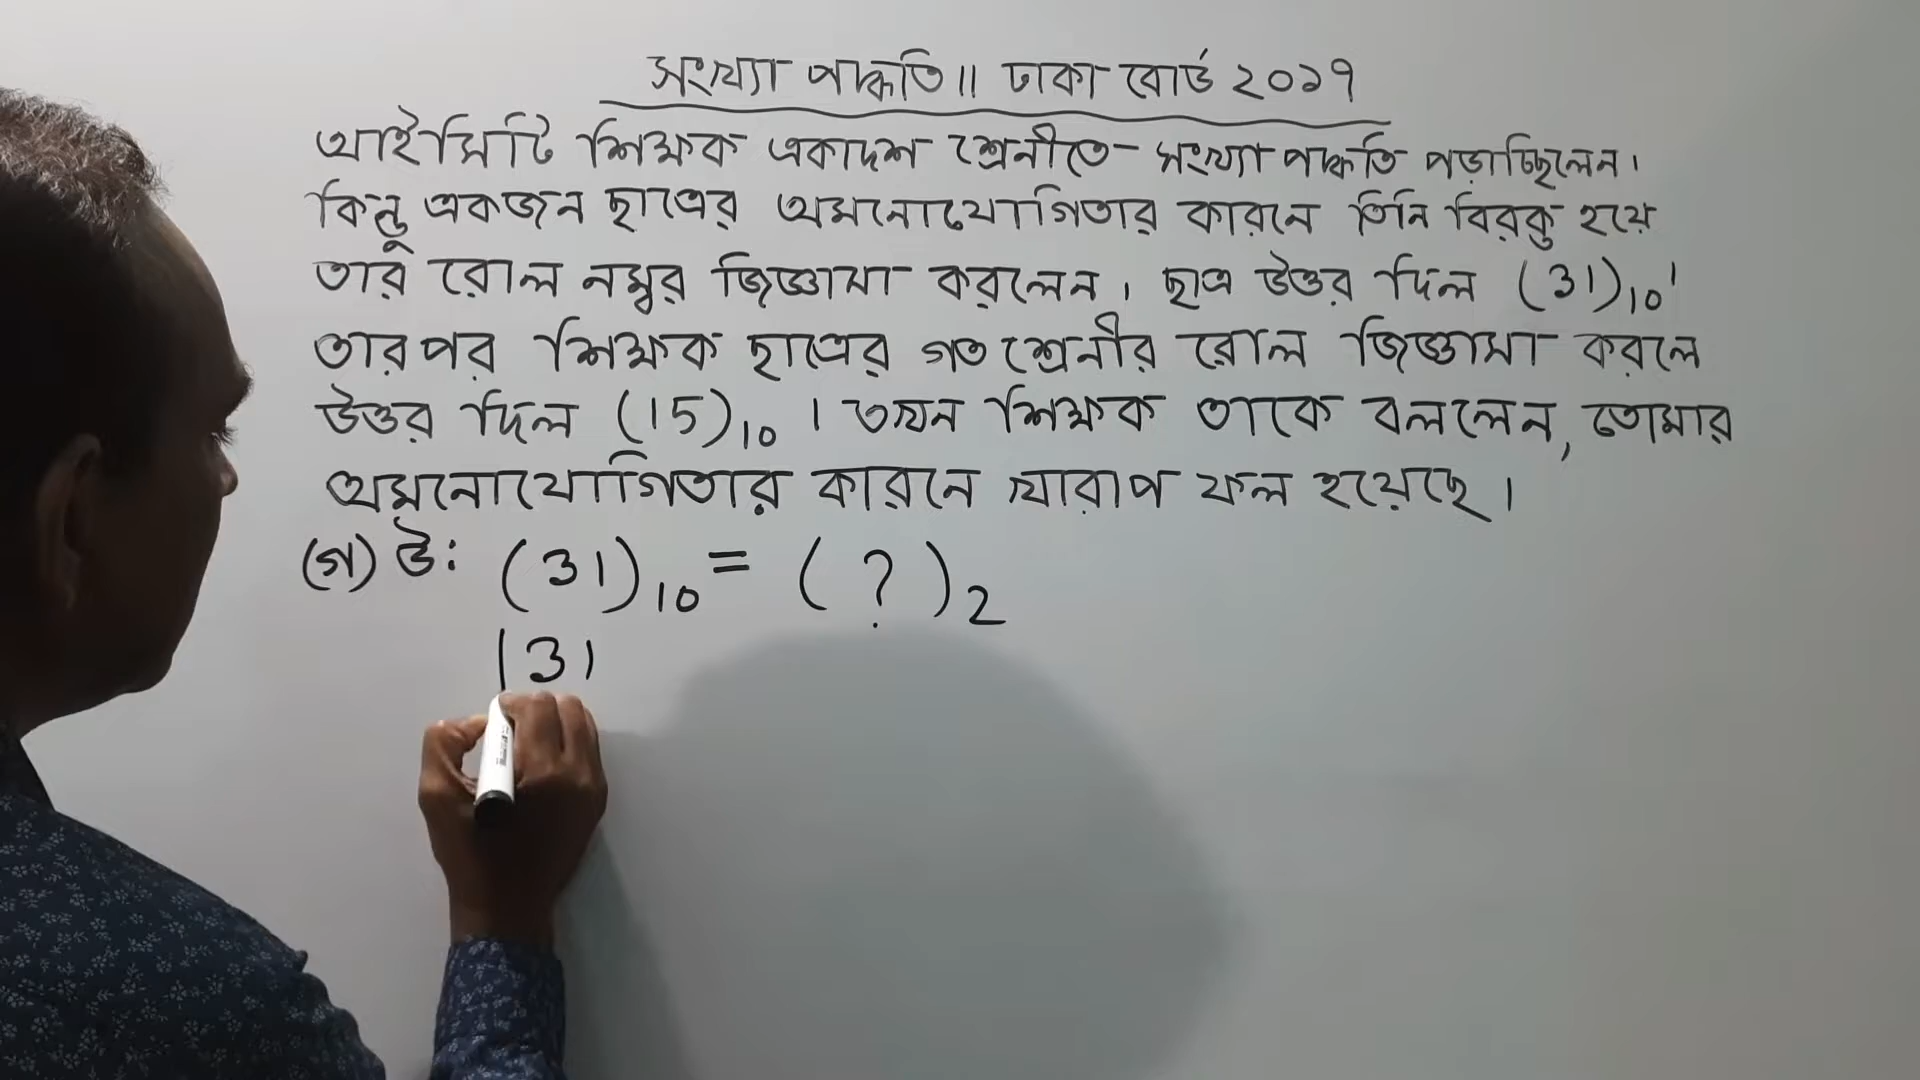 সংখ্যা পদ্ধতি॥ ঢাকা বোর্ড ২০১৭
আইসিটি শিক্ষক একাদশ শ্রেনীতে সংখ্যা পদ্ধতি পড়াচ্ছিলেন।
কিন্তু একজন ছাত্রের অমনোযোগিতার কারনে তিনি বিরক্ত হয়ে
তার রোল নম্বর জিজ্ঞাসা করলেন। ছাত্র উত্তর দিল (31)₁₀।
তারপর শিক্ষক ছাত্রের গত শ্রেনীর রোল জিজ্ঞাসা করলে
উত্তর দিল (15)₁₀ । তখন শিক্ষক তাকে বললেন, তোমার
অমনোযোগিতার কারনে খারাপ ফল হয়েছে।
(গ) উ: (31)₁₀ = ( ? )₂
|31